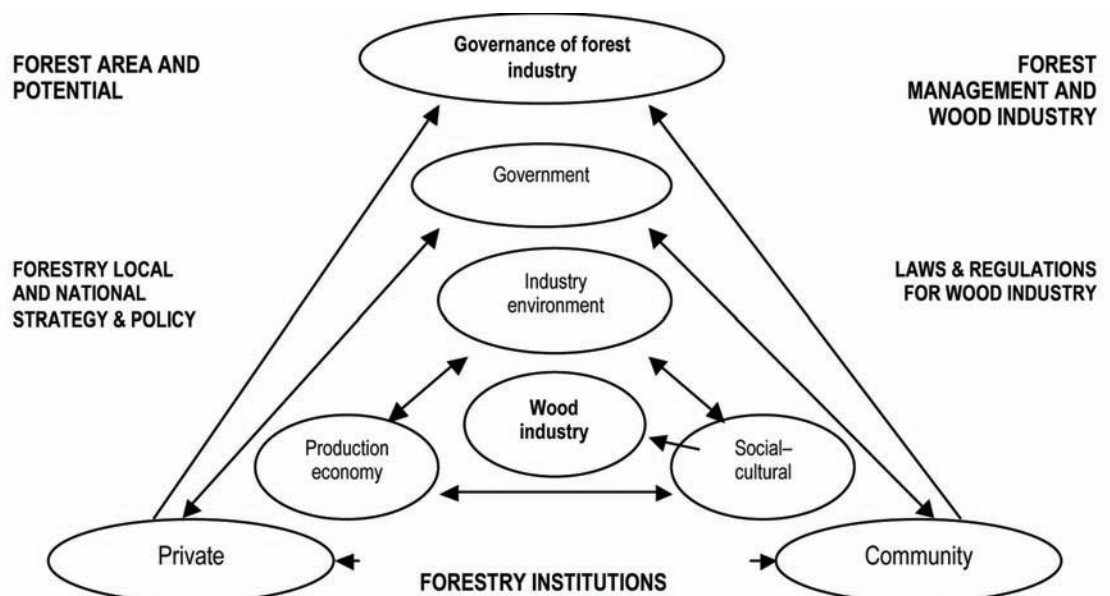 Governance of forest
industry
FOREST AREA AND
POTENTIAL
FOREST
MANAGEMENT AND
WOOD INDUSTRY
Government
FORESTRY LOCAL
AND NATIONAL
STRATEGY & POLICY
Industry
environment
LAWS & REGULATIONS
FOR WOOD INDUSTRY
Wood
industry
Production
economy
Social–
cultural
Private
Community
FORESTRY INSTITUTIONS